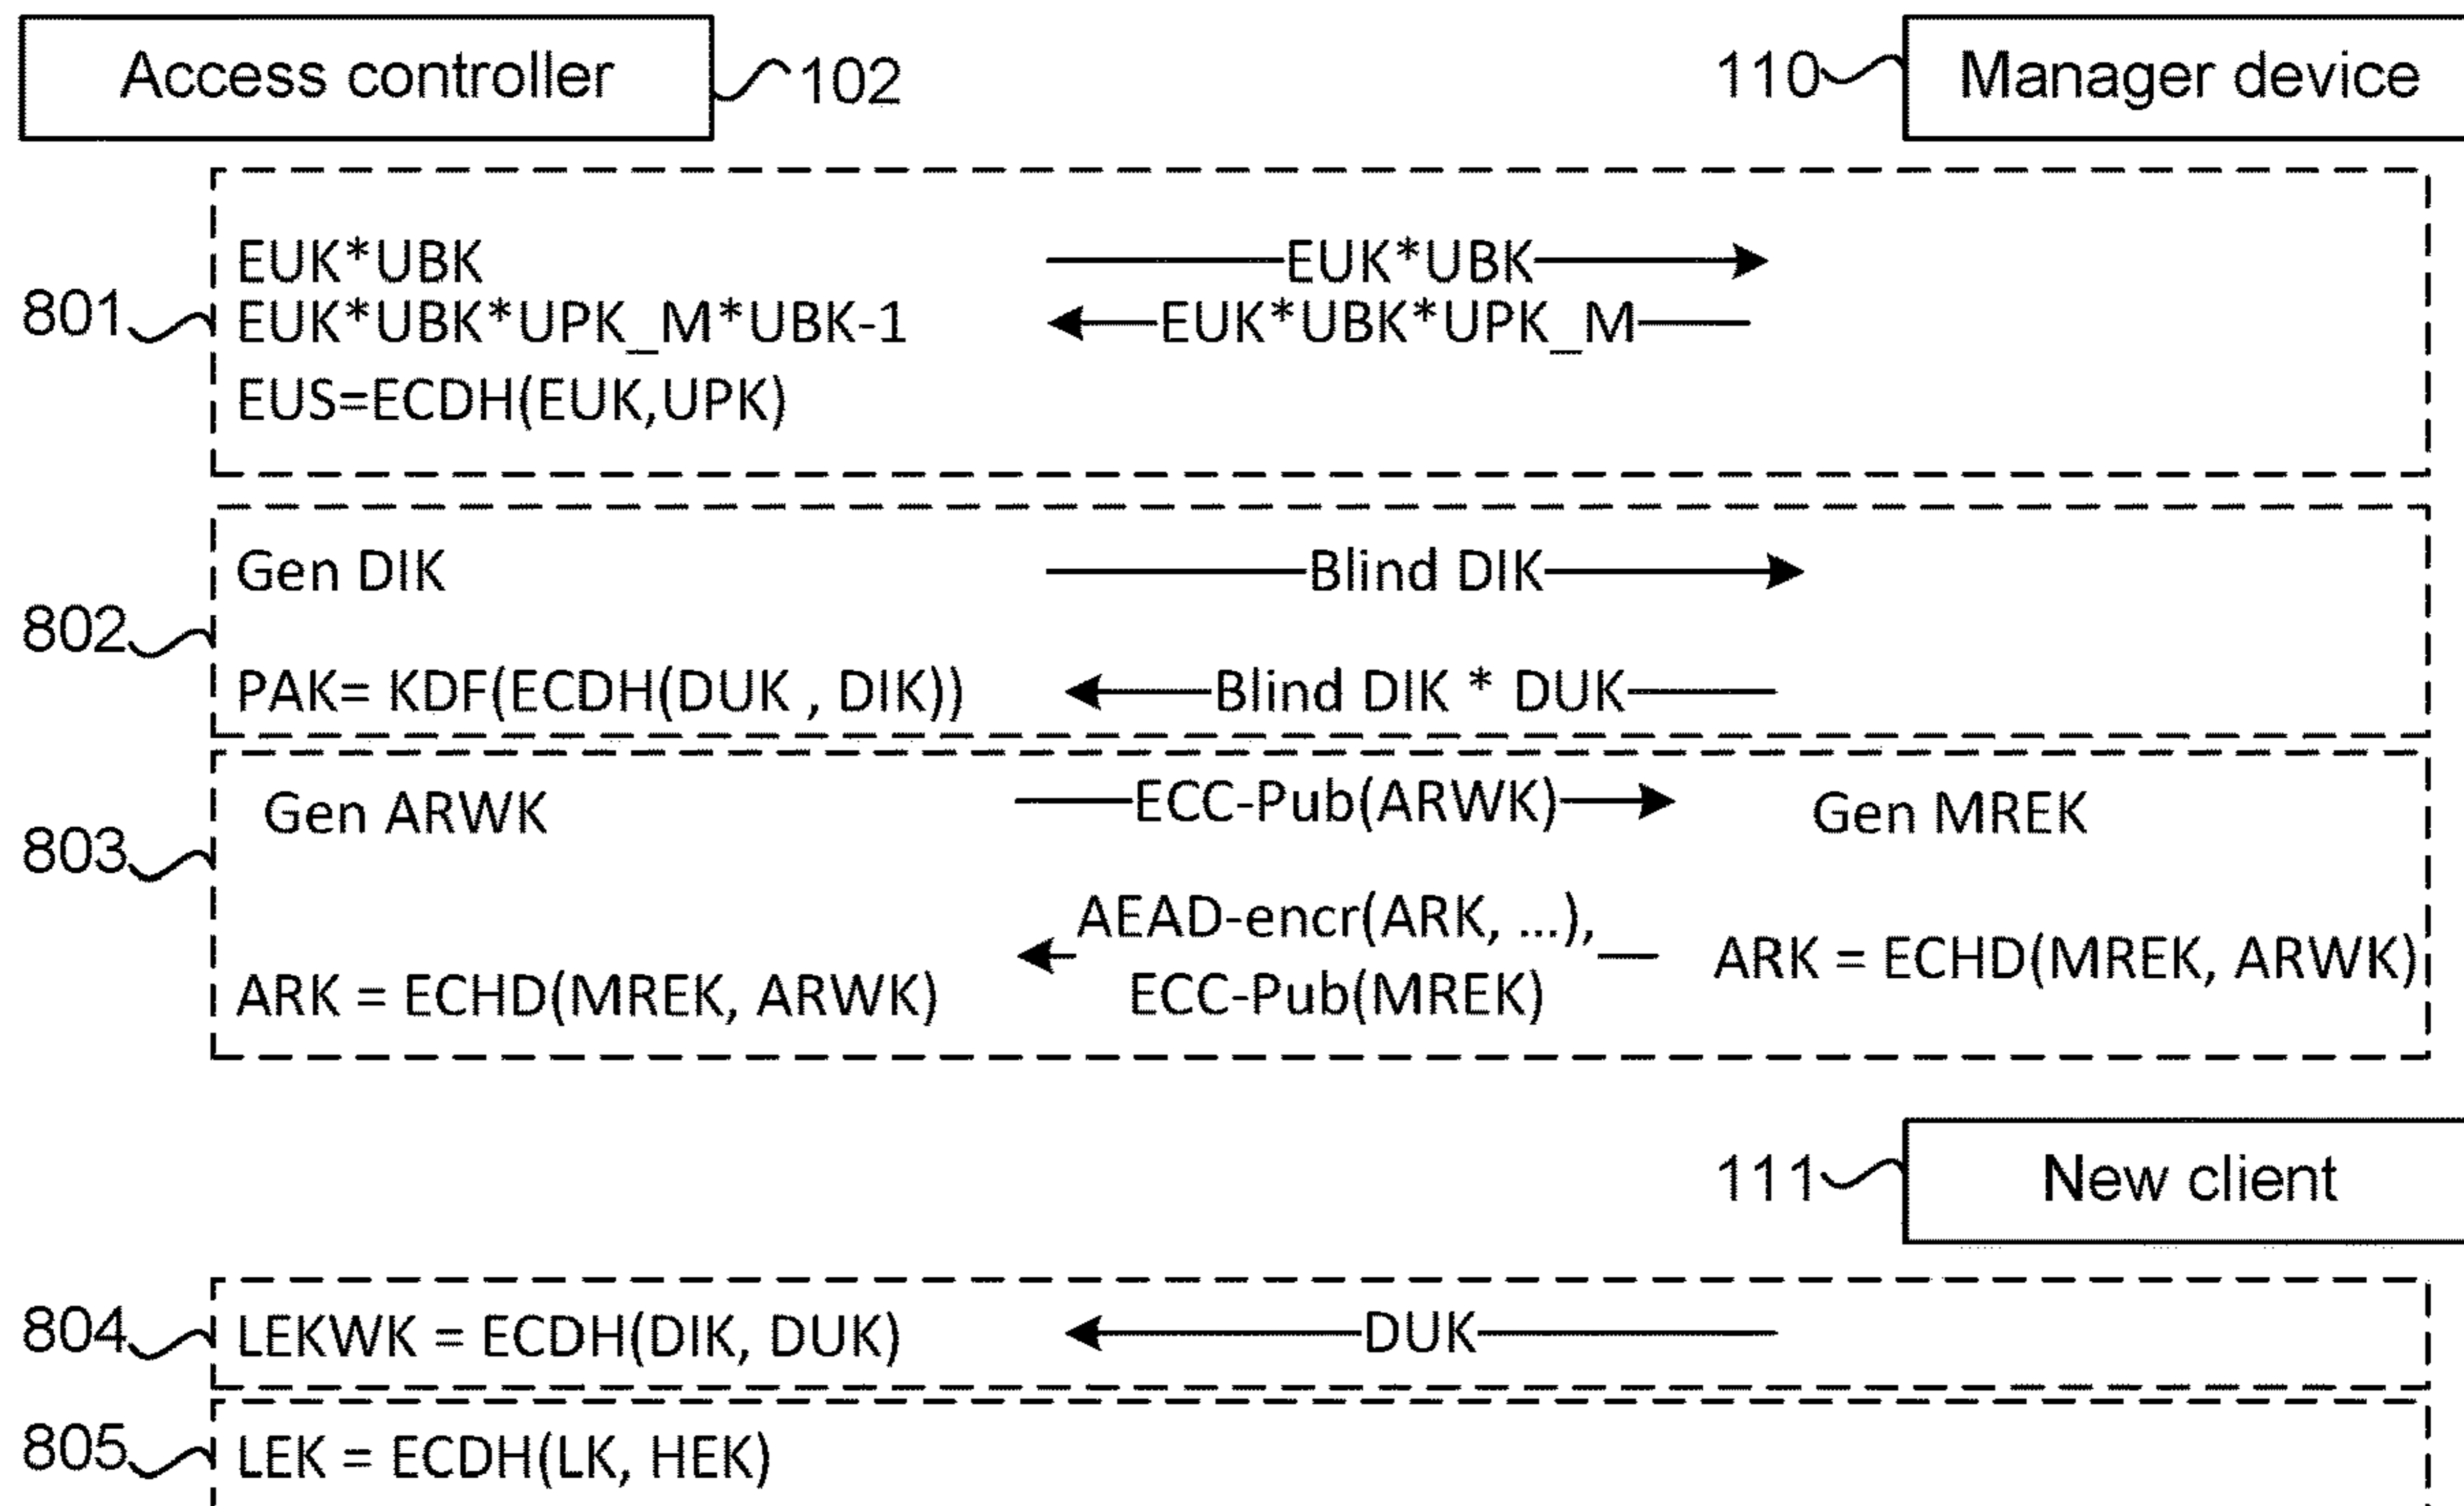 Access controller 102 110 Manager device
EUK*UBK EUK*UBK
801 EUK*UBK*UPK_M*UBK-1 EUK*UBK*UPK_M
EUS=ECDH(EUK,UPK)
Gen DIK Blind DIK
802
PAK= KDF(ECDH(DUK , DIK)) Blind DIK * DUK
Gen ARWK ECC-Pub(ARWK) Gen MREK
803
AEAD-encr(ARK, ...),
ARK = ECHD(MREK, ARWK)
ARK = ECHD(MREK, ARWK) ECC-Pub(MREK)
111 New client
804 LEKWK = ECDH(DIK, DUK) DUK
805 LEK = ECDH(LK, HEK)